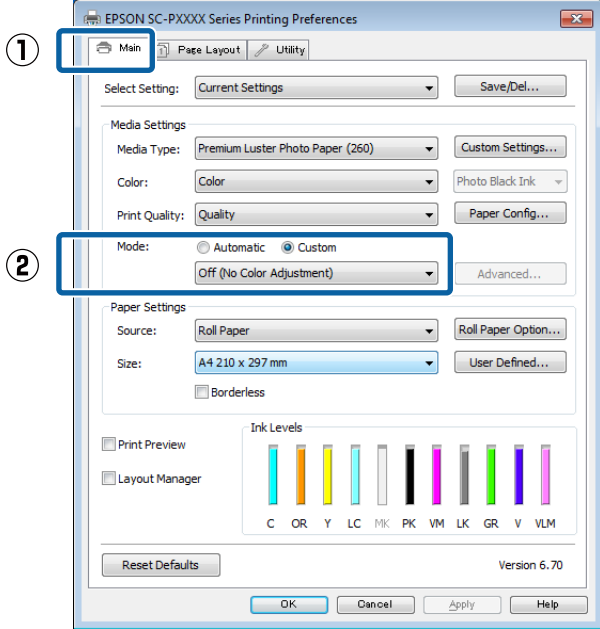 EPSON SC-PXXXX Series Printing Preferences
1
Main
Page Layout
Utility
Select Setting: Current Settings Save/Del...
Media Settings
Media Type: Premium Luster Photo Paper (260) Custom Settings...
Color: Color Photo Black Ink
Print Quality: Quality Paper Config...
2
Mode: Automatic Custom
Off (No Color Adjustment) Advanced...
Paper Settings
Source: Roll Paper Roll Paper Option...
Size: A4 210 x 297 mm User Defined...
Borderless
Ink Levels
Print Preview
Layout Manager
C OR Y LC MK PK VM LK GR V VLM
Reset Defaults Version 6.70
OK Cancel Apply Help